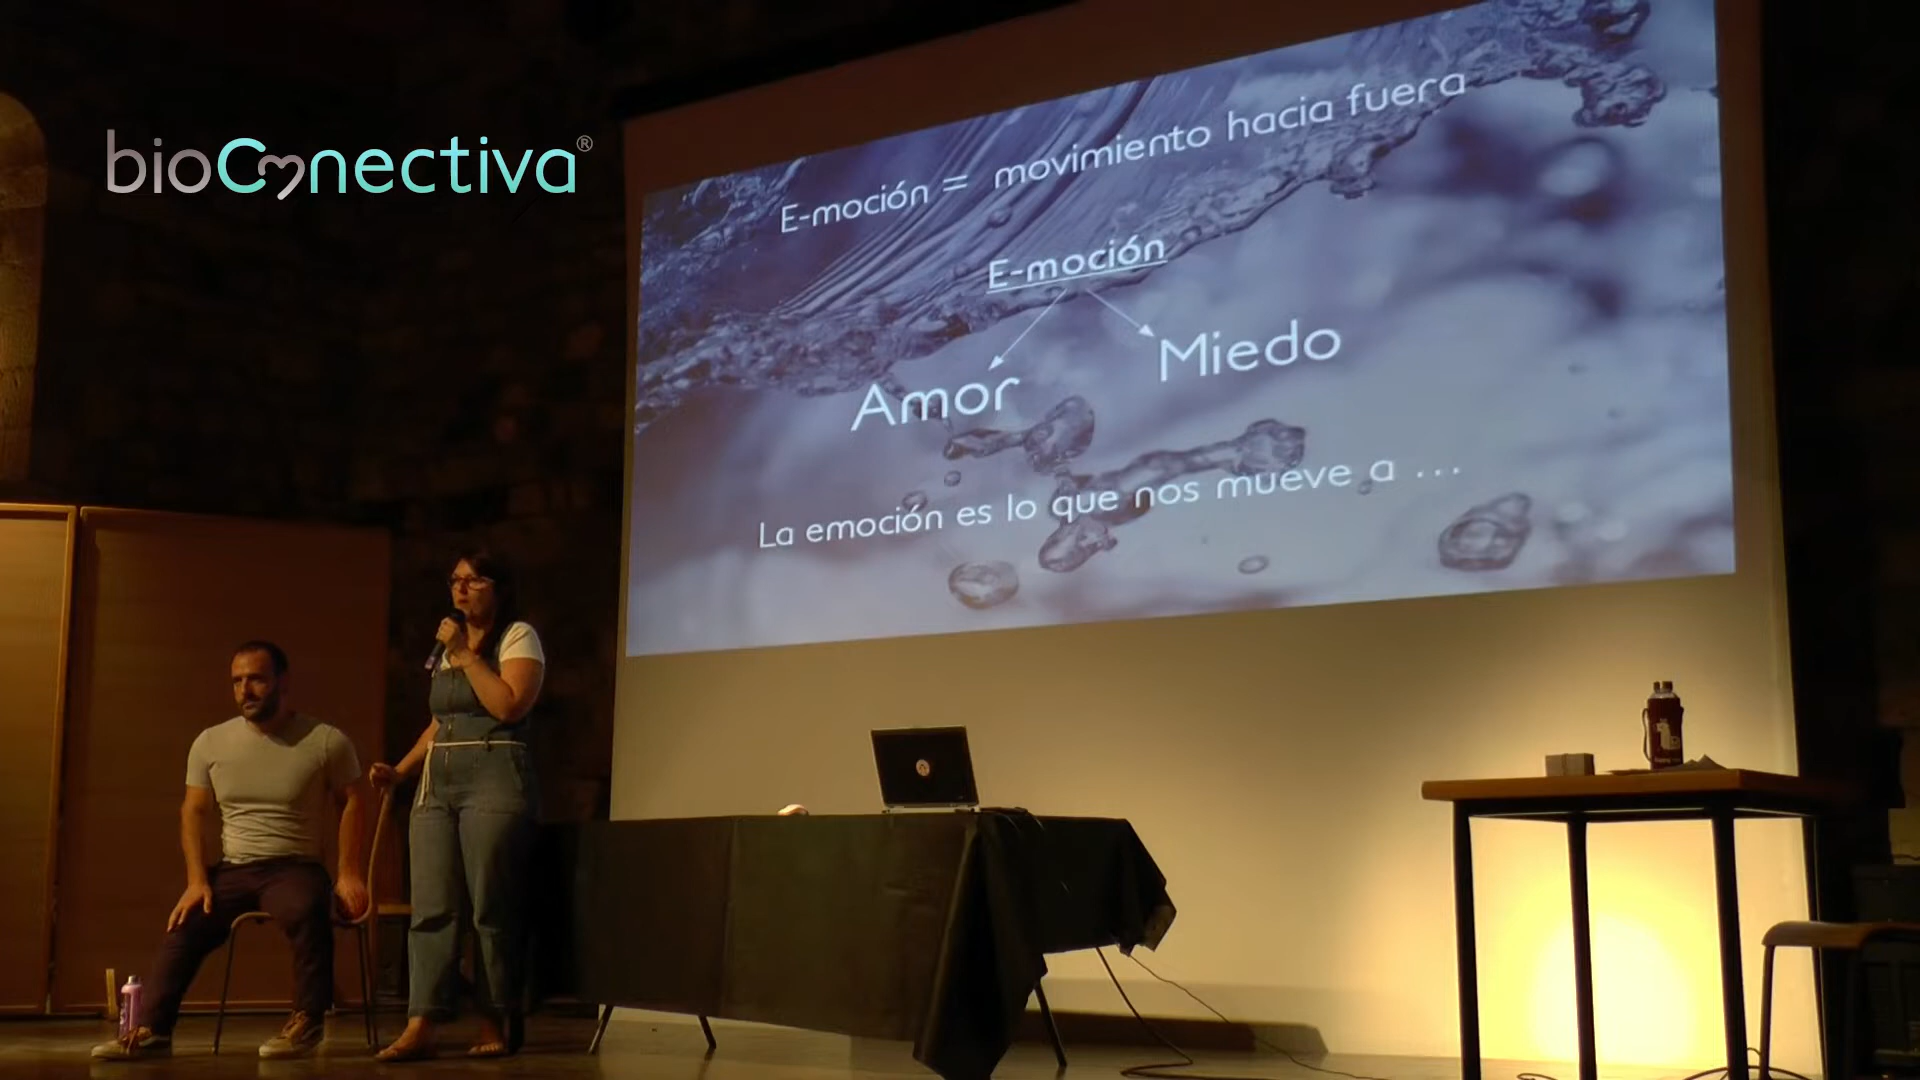 bioConectiva®
E-moción = movimiento hacia fuera
E-moción
Amor
Miedo
La emoción es lo que nos mueve a ...